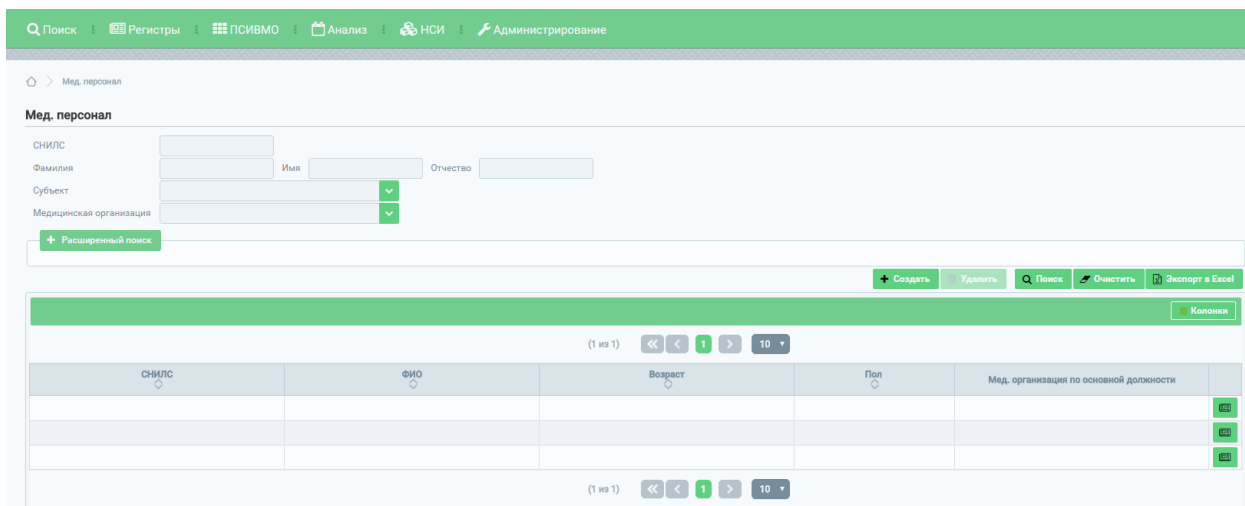 Поиск Регистры ПСИВМО Анализ НСИ Администрирование
Мед. персонал
Мед. персонал
СНИЛС
Фамилия Имя Отчество
Субъект
Медицинская организация
+ Расширенный поиск
+ Создать Удалить Поиск Очистить Экспорт в Excel
Колонки
(1 из 1) 1 10
СНИЛС ФИО Возраст Пол Мед. организация по основной должности
(1 из 1) 1 10